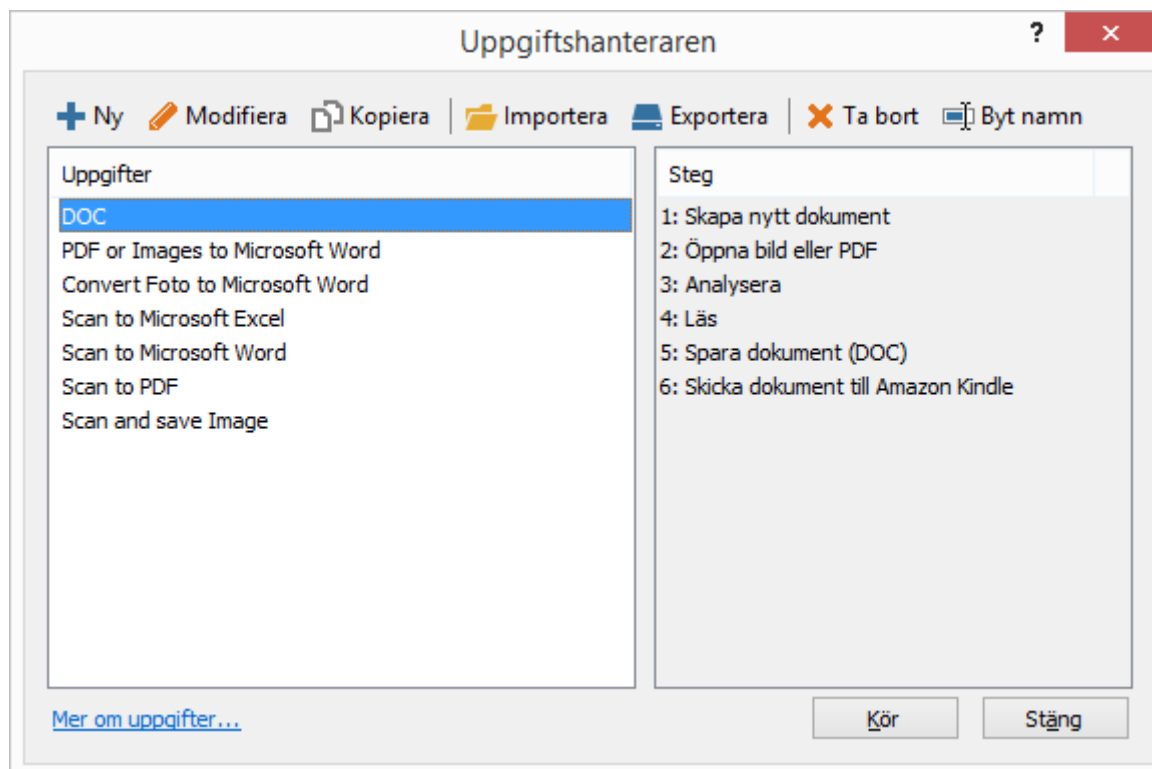 Uppgiftshanteraren ?
Ny Modifiera Kopiera Importera Exportera Ta bort Byt namn
Uppgifter
DOC
PDF or Images to Microsoft Word
Convert Foto to Microsoft Word
Scan to Microsoft Excel
Scan to Microsoft Word
Scan to PDF
Scan and save Image
Steg
1: Skapa nytt dokument
2: Öppna bild eller PDF
3: Analysera
4: Läs
5: Spara dokument (DOC)
6: Skicka dokument till Amazon Kindle
Mer om uppgifter...
Kör
Stäng